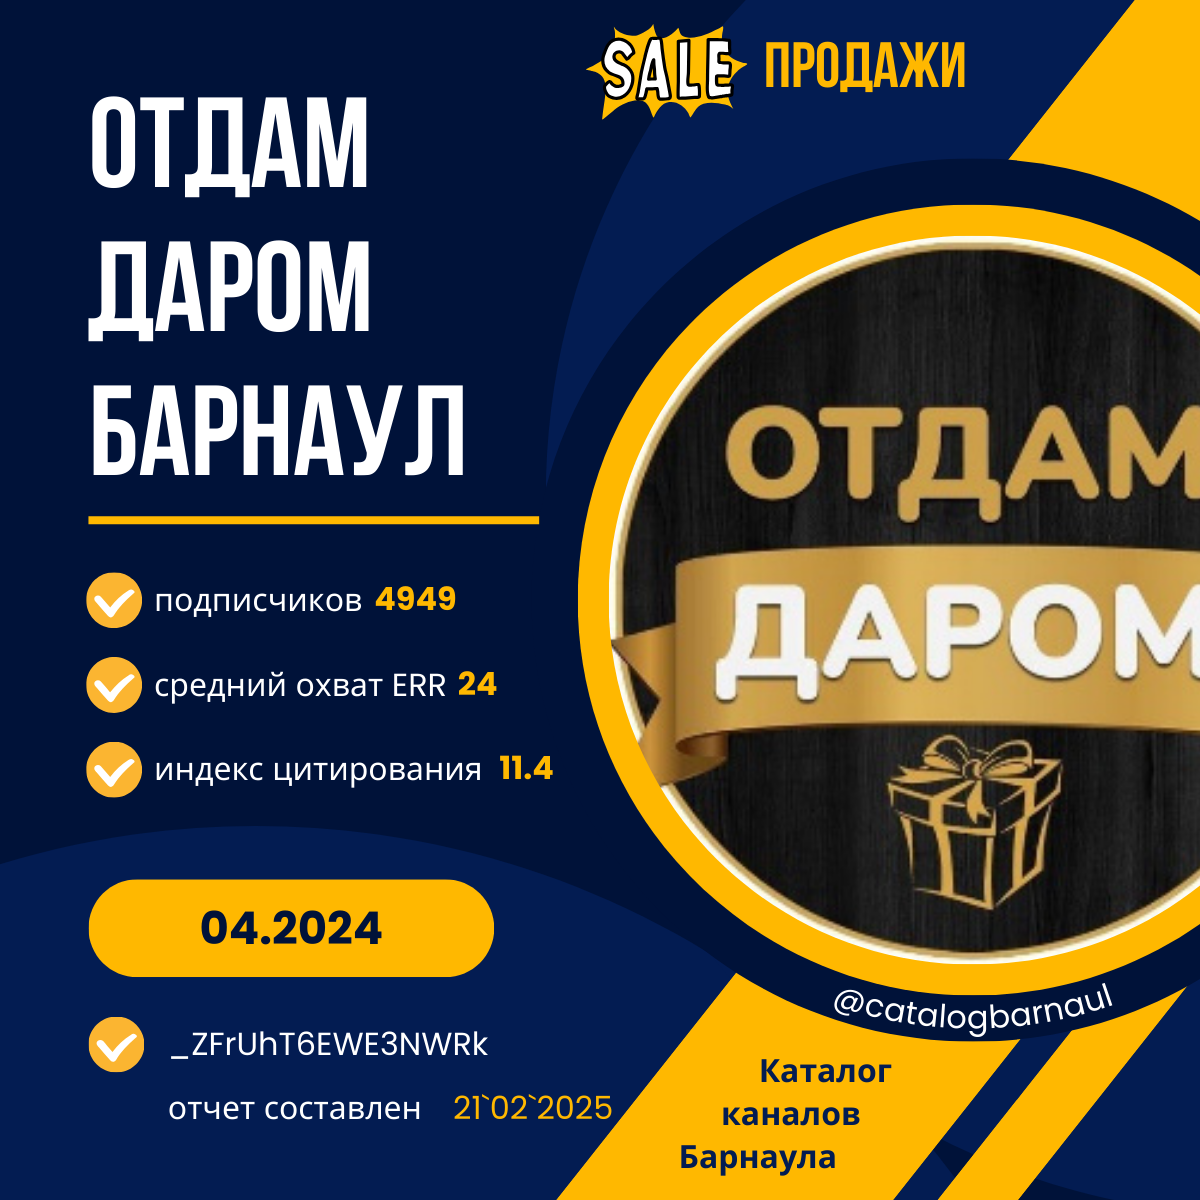 SALE ПРОДАЖИ
ОТДАМ
ДАРОМ
БАРНАУЛ
подписчиков 4949
средний охват ERR 24
индекс цитирования 11.4
04.2024
_ZFrUhT6EWE3NWRk
отчет составлен 21`02`2025
ОТДАМ
ДАРОМ
@catalogbarnaul
Каталог
каналов
Барнаула